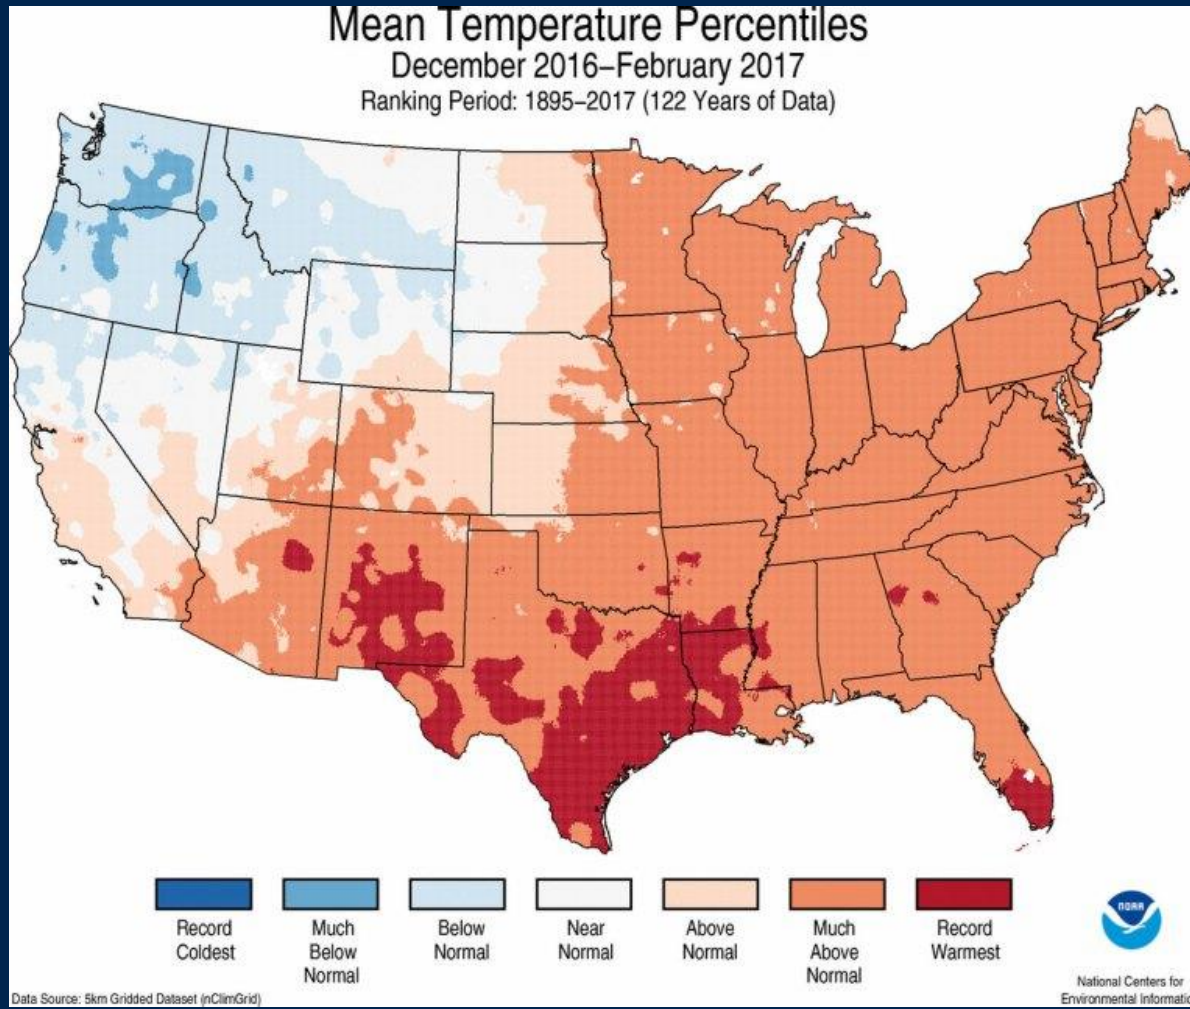 Mean Temperature Percentiles
December 2016–February 2017
Ranking Period: 1895–2017 (122 Years of Data)
Record
Coldest
Much
Below
Normal
Below
Normal
Near
Normal
Above
Normal
Much
Above
Normal
Record
Warmest
NOAA
National Centers for
Environmental Informatio
Data Source: 5km Gridded Dataset (nClimGrid)